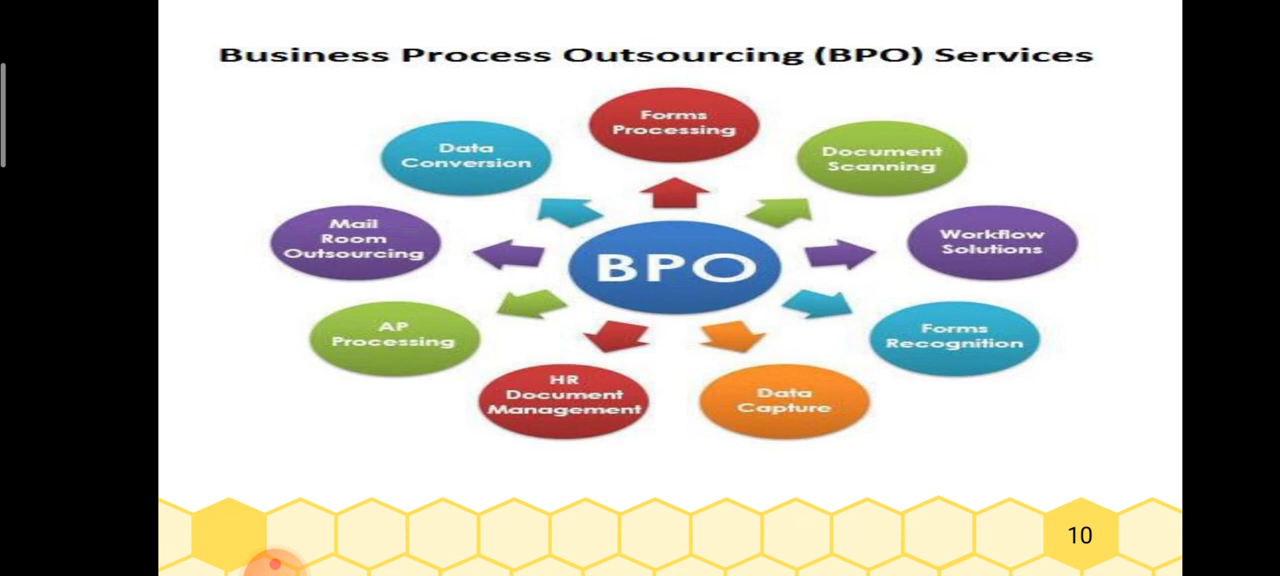 Business Process Outsourcing (BPO) Services
Forms
Processing
Data
Conversion
Document
Scanning
Mail
Room
Outsourcing
Workflow
Solutions
BPO
AP
Processing
Forms
Recognition
HR
Document
Management
Data
Capture
10